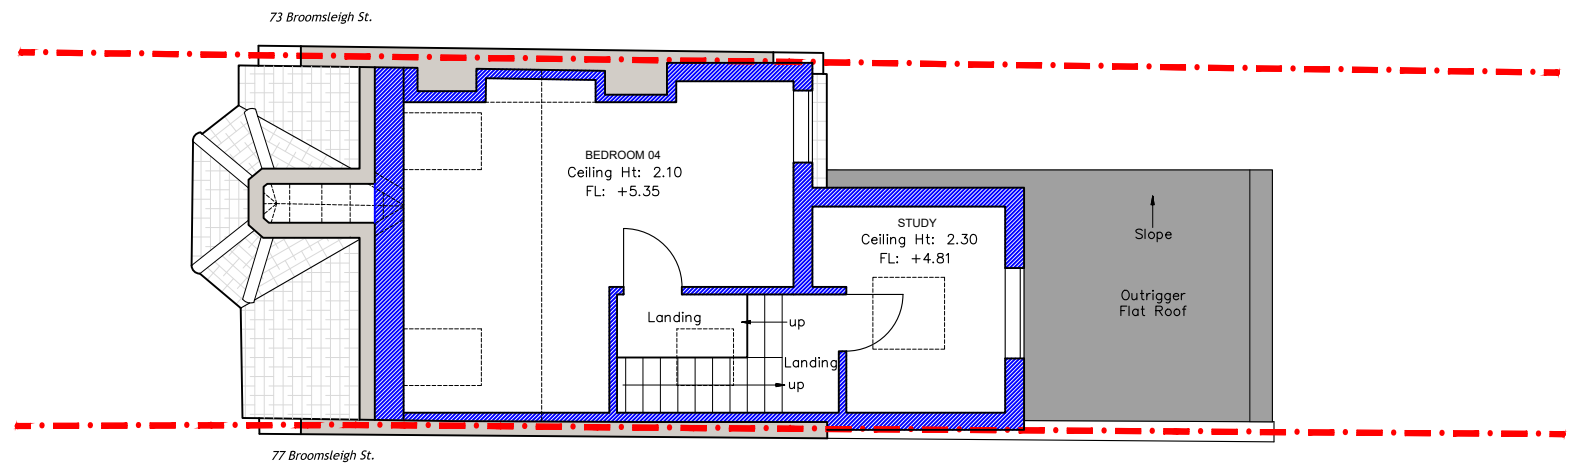 73 Broomsleigh St.
BEDROOM 04
Ceiling Ht: 2.10
FL: +5.35
STUDY
Ceiling Ht: 2.30
FL: +4.81
Slope
Outrigger
Flat Roof
Landing
up
Landing
up
77 Broomsleigh St.